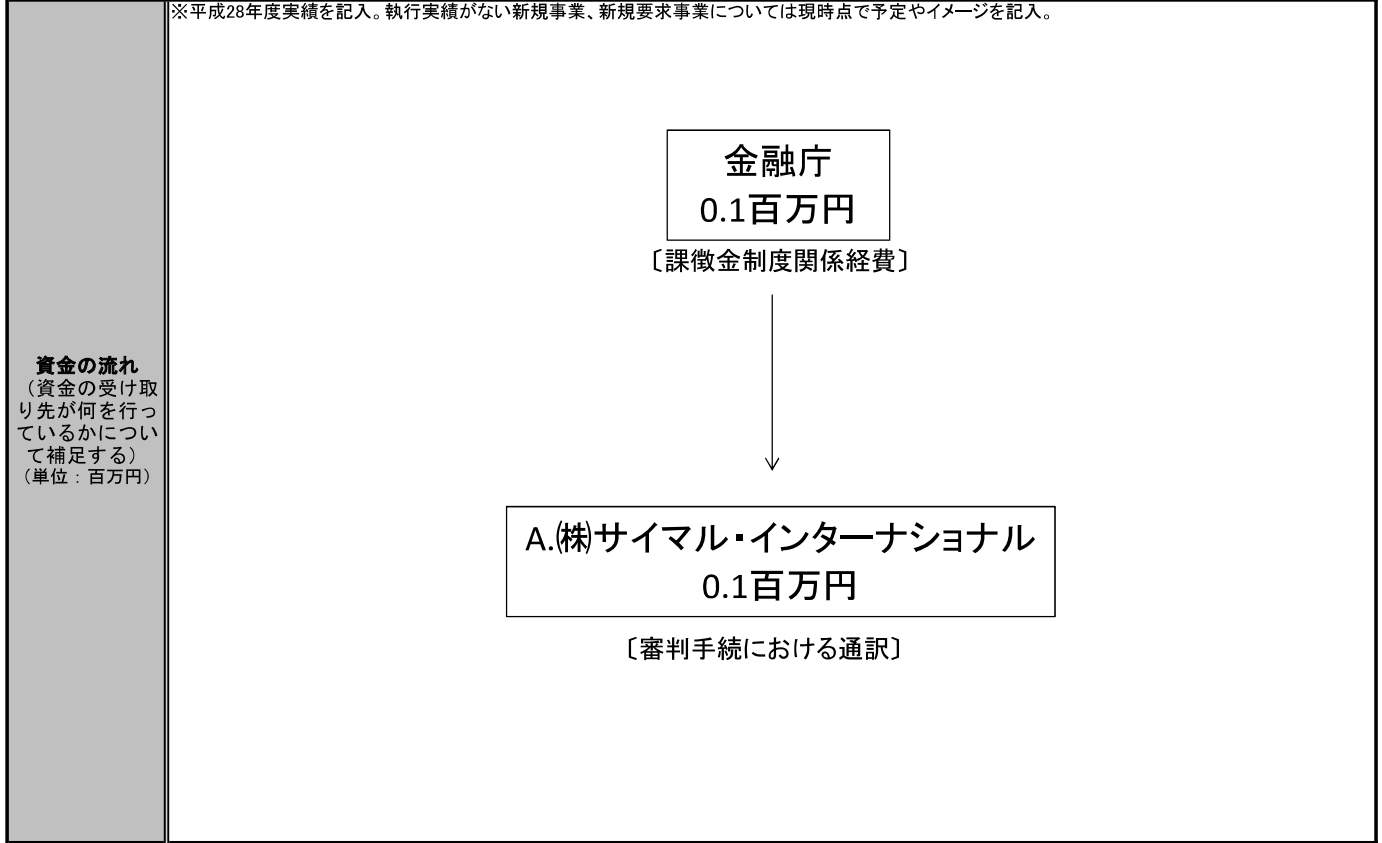 ※平成28年度実績を記入。執行実績がない新規事業、新規要求事業については現時点で予定やイメージを記入。
金融庁
0.1百万円
〔課徴金制度関係経費〕
資金の流れ
（資金の受け取
り先が何を行っ
ているかについ
て補足する）
（単位：百万円）
A.㈱サイマル・インターナショナル
0.1百万円
〔審判手続における通訳〕